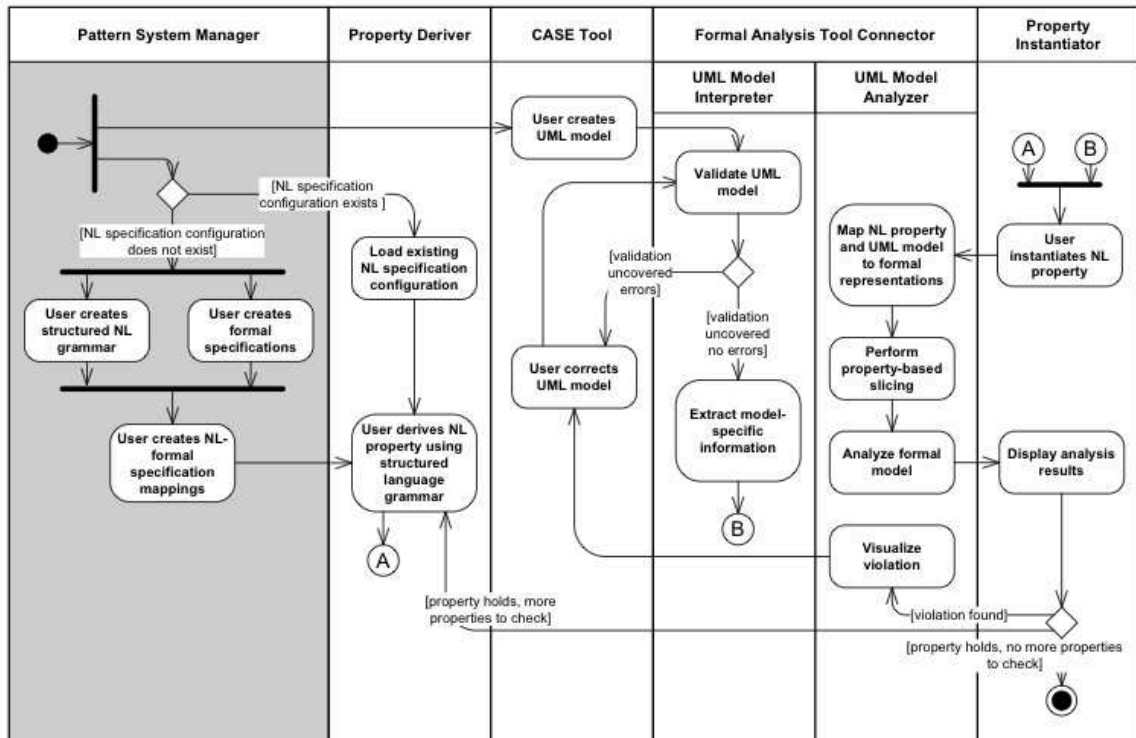 Pattern System Manager
Property Deriver
CASE Tool
Formal Analysis Tool Connector
Property
Instantiator
UML Model
Interpreter
UML Model
Analyzer
User creates
UML model
Validate UML
model
A
B
[NL specification
configuration exists ]
[NL specification configuration
does not exist]
Load existing
NL specification
configuration
[validation
uncovered
errors]
Map NL property
and UML model
to formal
representations
User
instantiates NL
property
User creates
structured NL
grammar
User creates
formal
specifications
[validation
uncovered
no errors]
User corrects
UML model
Perform
property-based
slicing
User creates NL-
formal
specification
mappings
User derives NL
property using
structured
language
grammar
Extract model-
specific
information
Analyze formal
model
Display analysis
results
A
B
Visualize
violation
[property holds, more
properties to check]
[violation found]
[property holds, no more properties
to check]